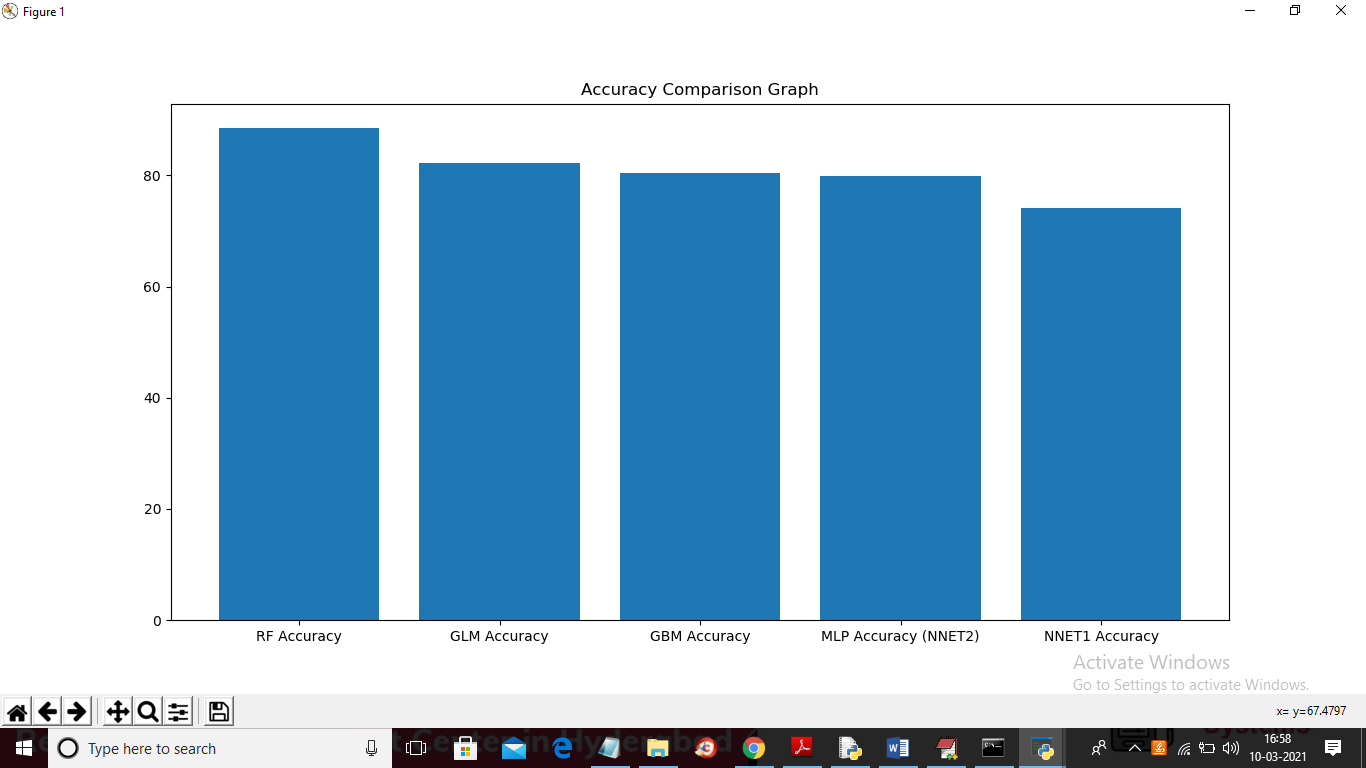 Figure 1
Accuracy Comparison Graph
80
60
40
20
0
RF Accuracy GLM Accuracy GBM Accuracy MLP Accuracy (NNET2) NNET1 Accuracy
Activate Windows
Go to Settings to activate Windows.
x= y=67.4797
Type here to search
16:58
10-03-2021